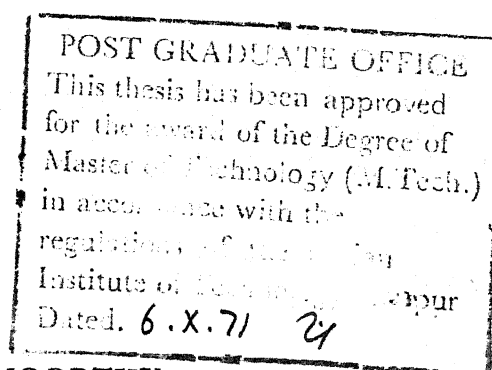 POST GRADUATE OFFICE
This thesis has been approved
for the award of the Degree of
Master of Technology (M.Tech.)
in accordance with the
regulations of the
Institute of
Dated. 6.X.71 21